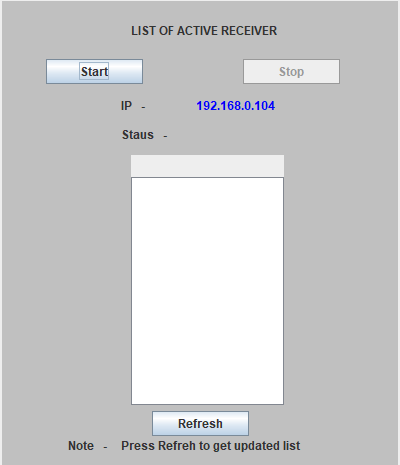 LIST OF ACTIVE RECEIVER
Start Stop
IP - 192.168.0.104
Staus -
Refresh
Note - Press Refreh to get updated list